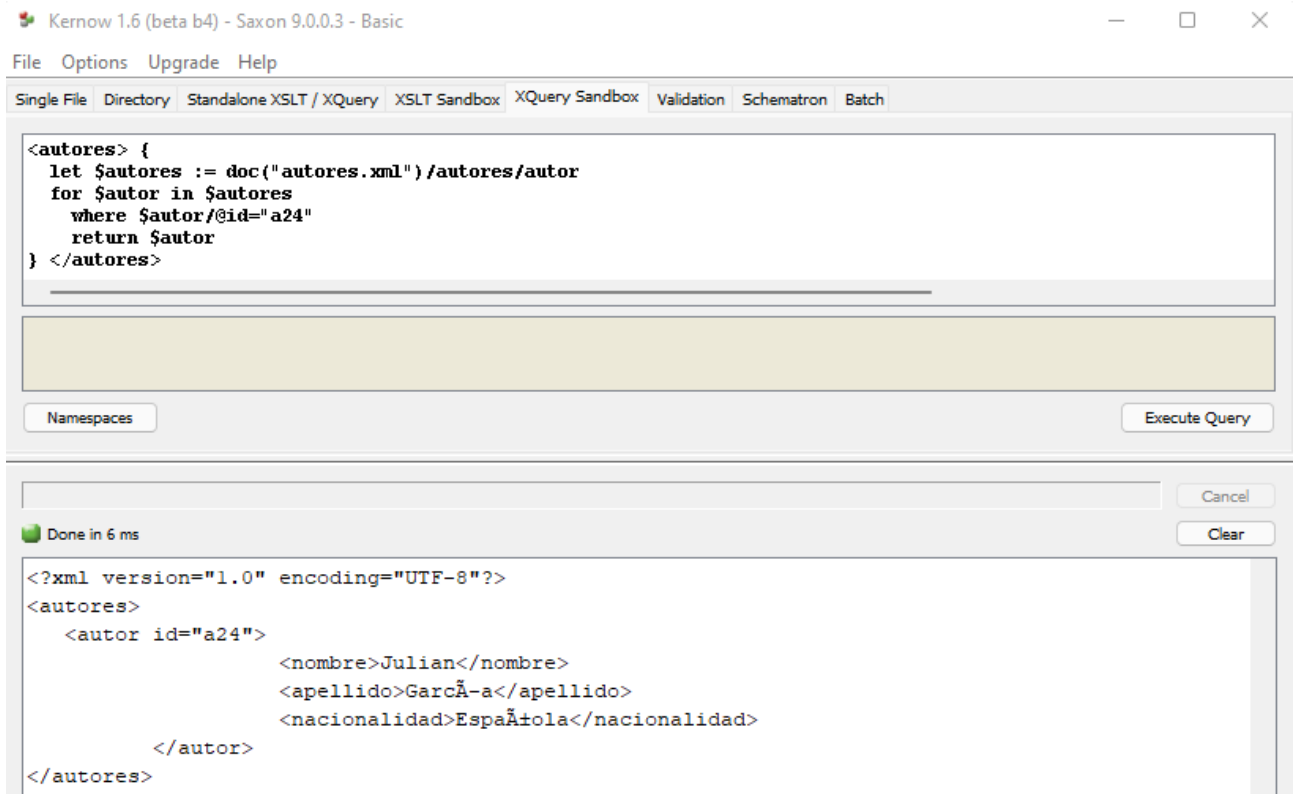 Kernow 1.6 (beta b4) - Saxon 9.0.0.3 - Basic
File Options Upgrade Help
Single File Directory Standalone XSLT / XQuery XSLT Sandbox XQuery Sandbox Validation Schematron Batch
<autores> {
  let $autores := doc("autores.xml")/autores/autor
  for $autor in $autores
    where $autor/@id="a24"
    return $autor
} </autores>
Namespaces Execute Query
Cancel
Done in 6 ms Clear
<?xml version="1.0" encoding="UTF-8"?>
<autores>
   <autor id="a24">
                    <nombre>Julian</nombre>
                    <apellido>GarcÃ-a</apellido>
                    <nacionalidad>EspaÃ±ola</nacionalidad>
          </autor>
</autores>